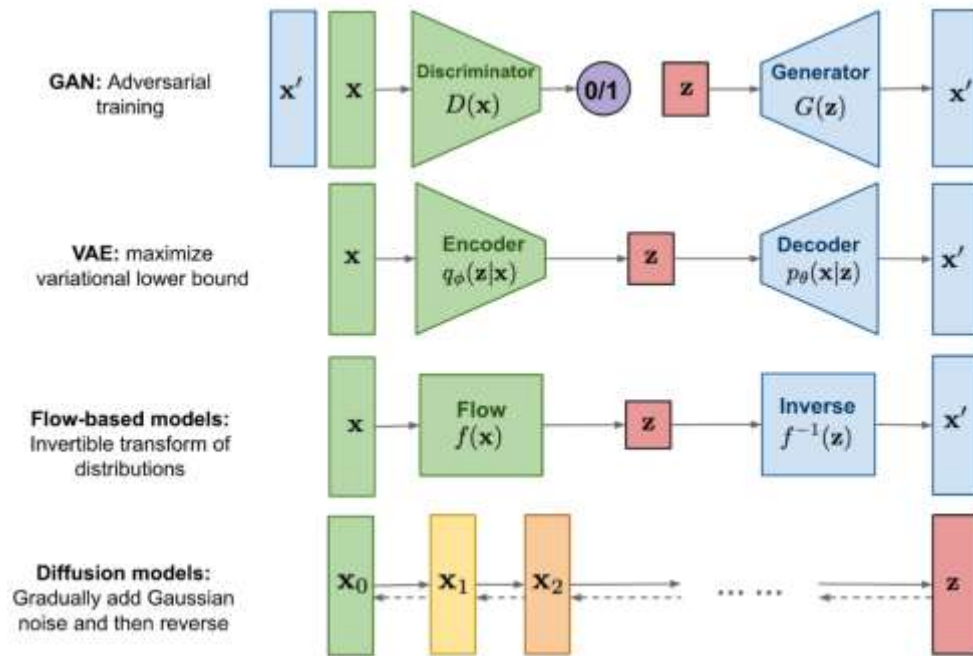 GAN: Adversarial
training
x′
x
Discriminator
D(x)
0/1
z
Generator
G(z)
x′
VAE: maximize
variational lower bound
x
Encoder
qϕ(z|x)
z
Decoder
pθ(x|z)
x′
Flow-based models:
Invertible transform of
distributions
x
Flow
f(x)
z
Inverse
f⁻¹(z)
x′
Diffusion models:
Gradually add Gaussian
noise and then reverse
x₀
x₁
x₂
... ...
z